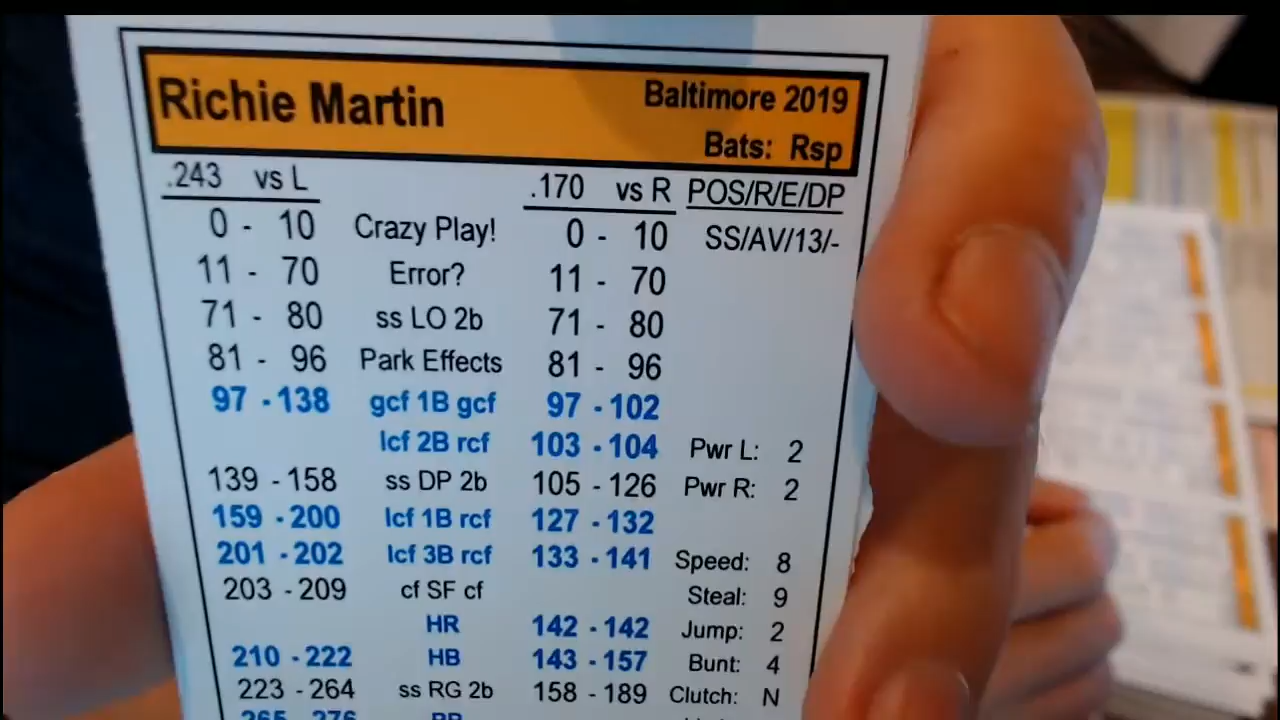 Richie Martin Baltimore 2019
Bats: Rsp
.243 vs L .170 vs R POS/R/E/DP
0 - 10 Crazy Play! 0 - 10 SS/AV/13/-
11 - 70 Error? 11 - 70
71 - 80 ss LO 2b 71 - 80
81 - 96 Park Effects 81 - 96
97 - 138 gcf 1B gcf 97 - 102
lcf 2B rcf 103 - 104 Pwr L: 2
139 - 158 ss DP 2b 105 - 126 Pwr R: 2
159 - 200 lcf 1B rcf 127 - 132
201 - 202 lcf 3B rcf 133 - 141 Speed: 8
203 - 209 cf SF cf Steal: 9
HR 142 - 142 Jump: 2
210 - 222 HB 143 - 157 Bunt: 4
223 - 264 ss RG 2b 158 - 189 Clutch: N
265 - 276